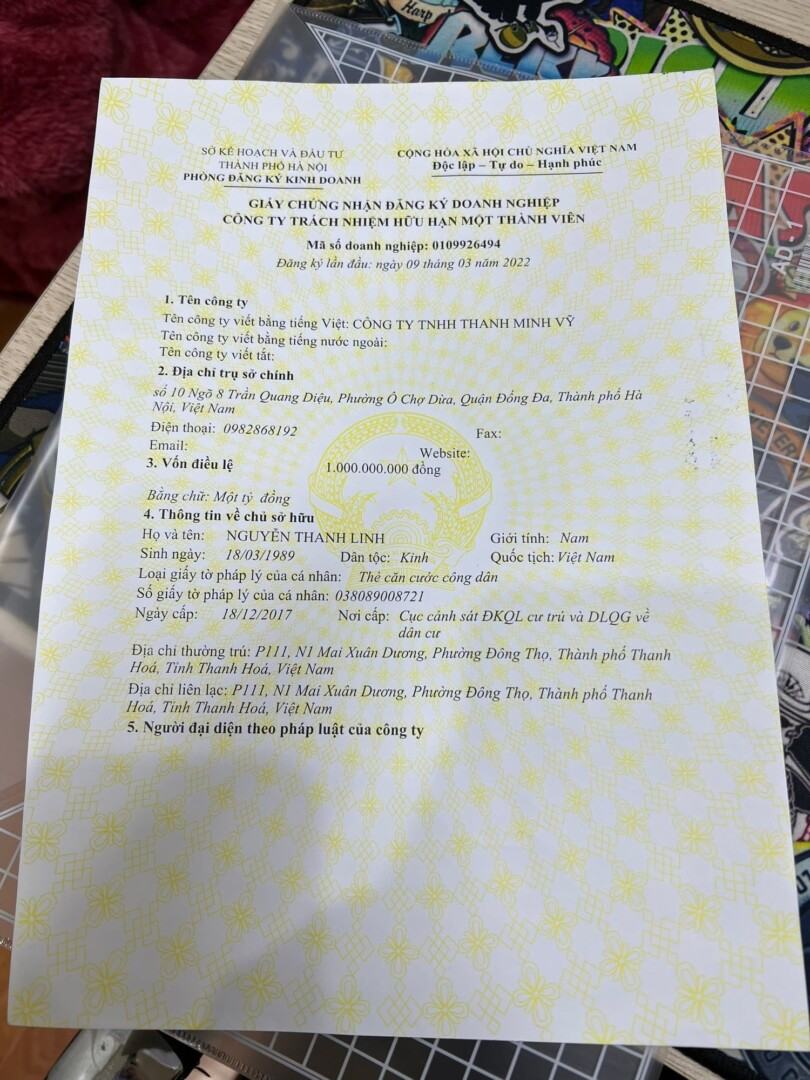 SỞ KẾ HOẠCH VÀ ĐẦU TƯ
THÀNH PHỐ HÀ NỘI
PHÒNG ĐĂNG KÝ KINH DOANH
CỘNG HÒA XÃ HỘI CHỦ NGHĨA VIỆT NAM
Độc lập – Tự do – Hạnh phúc
GIẤY CHỨNG NHẬN ĐĂNG KÝ DOANH NGHIỆP
CÔNG TY TRÁCH NHIỆM HỮU HẠN MỘT THÀNH VIÊN
Mã số doanh nghiệp: 0109926494
Đăng ký lần đầu: ngày 09 tháng 03 năm 2022
1. Tên công ty
Tên công ty viết bằng tiếng Việt: CÔNG TY TNHH THANH MINH VỸ
Tên công ty viết bằng tiếng nước ngoài:
Tên công ty viết tắt:
2. Địa chỉ trụ sở chính
số 10 Ngõ 8 Trần Quang Diệu, Phường Ô Chợ Dừa, Quận Đống Đa, Thành phố Hà
Nội, Việt Nam
Điện thoại: 0982868192 Fax:
Email: Website:
3. Vốn điều lệ 1.000.000.000 đồng
Bằng chữ: Một tỷ đồng
4. Thông tin về chủ sở hữu
Họ và tên: NGUYỄN THANH LINH Giới tính: Nam
Sinh ngày: 18/03/1989 Dân tộc: Kinh Quốc tịch: Việt Nam
Loại giấy tờ pháp lý của cá nhân: Thẻ căn cước công dân
Số giấy tờ pháp lý của cá nhân: 038089008721
Ngày cấp: 18/12/2017 Nơi cấp: Cục cảnh sát ĐKQL cư trú và DLQG về
dân cư
Địa chỉ thường trú: P111, N1 Mai Xuân Dương, Phường Đông Thọ, Thành phố Thanh
Hoá, Tỉnh Thanh Hoá, Việt Nam
Địa chỉ liên lạc: P111, N1 Mai Xuân Dương, Phường Đông Thọ, Thành phố Thanh
Hoá, Tỉnh Thanh Hoá, Việt Nam
5. Người đại diện theo pháp luật của công ty
Harp